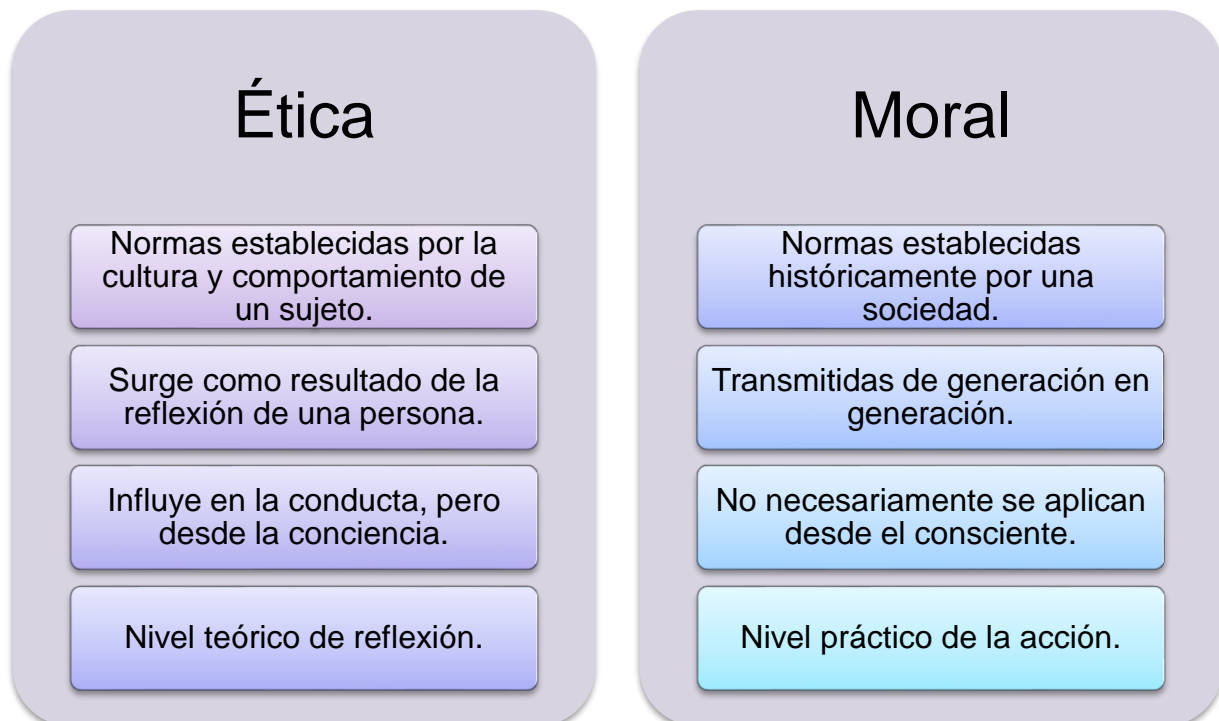 Ética
Normas establecidas por la
cultura y comportamiento de
un sujeto.
Surge como resultado de la
reflexión de una persona.
Influye en la conducta, pero
desde la conciencia.
Nivel teórico de reflexión.
Moral
Normas establecidas
históricamente por una
sociedad.
Transmitidas de generación en
generación.
No necesariamente se aplican
desde el consciente.
Nivel práctico de la acción.